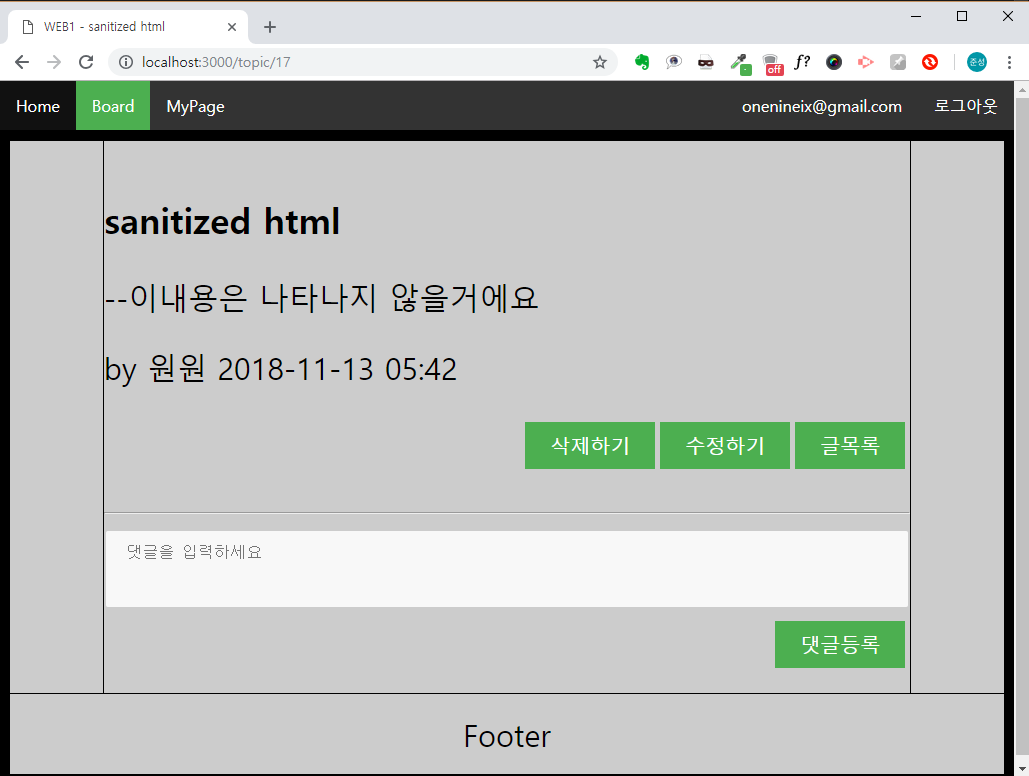 WEB1 - sanitized html
localhost:3000/topic/17
off
f?
준성
Home Board MyPage onenineix@gmail.com 로그아웃
sanitized html
--이내용은 나타나지 않을거에요
by 원원 2018-11-13 05:42
삭제하기 수정하기 글목록
댓글을 입력하세요
댓글등록
Footer